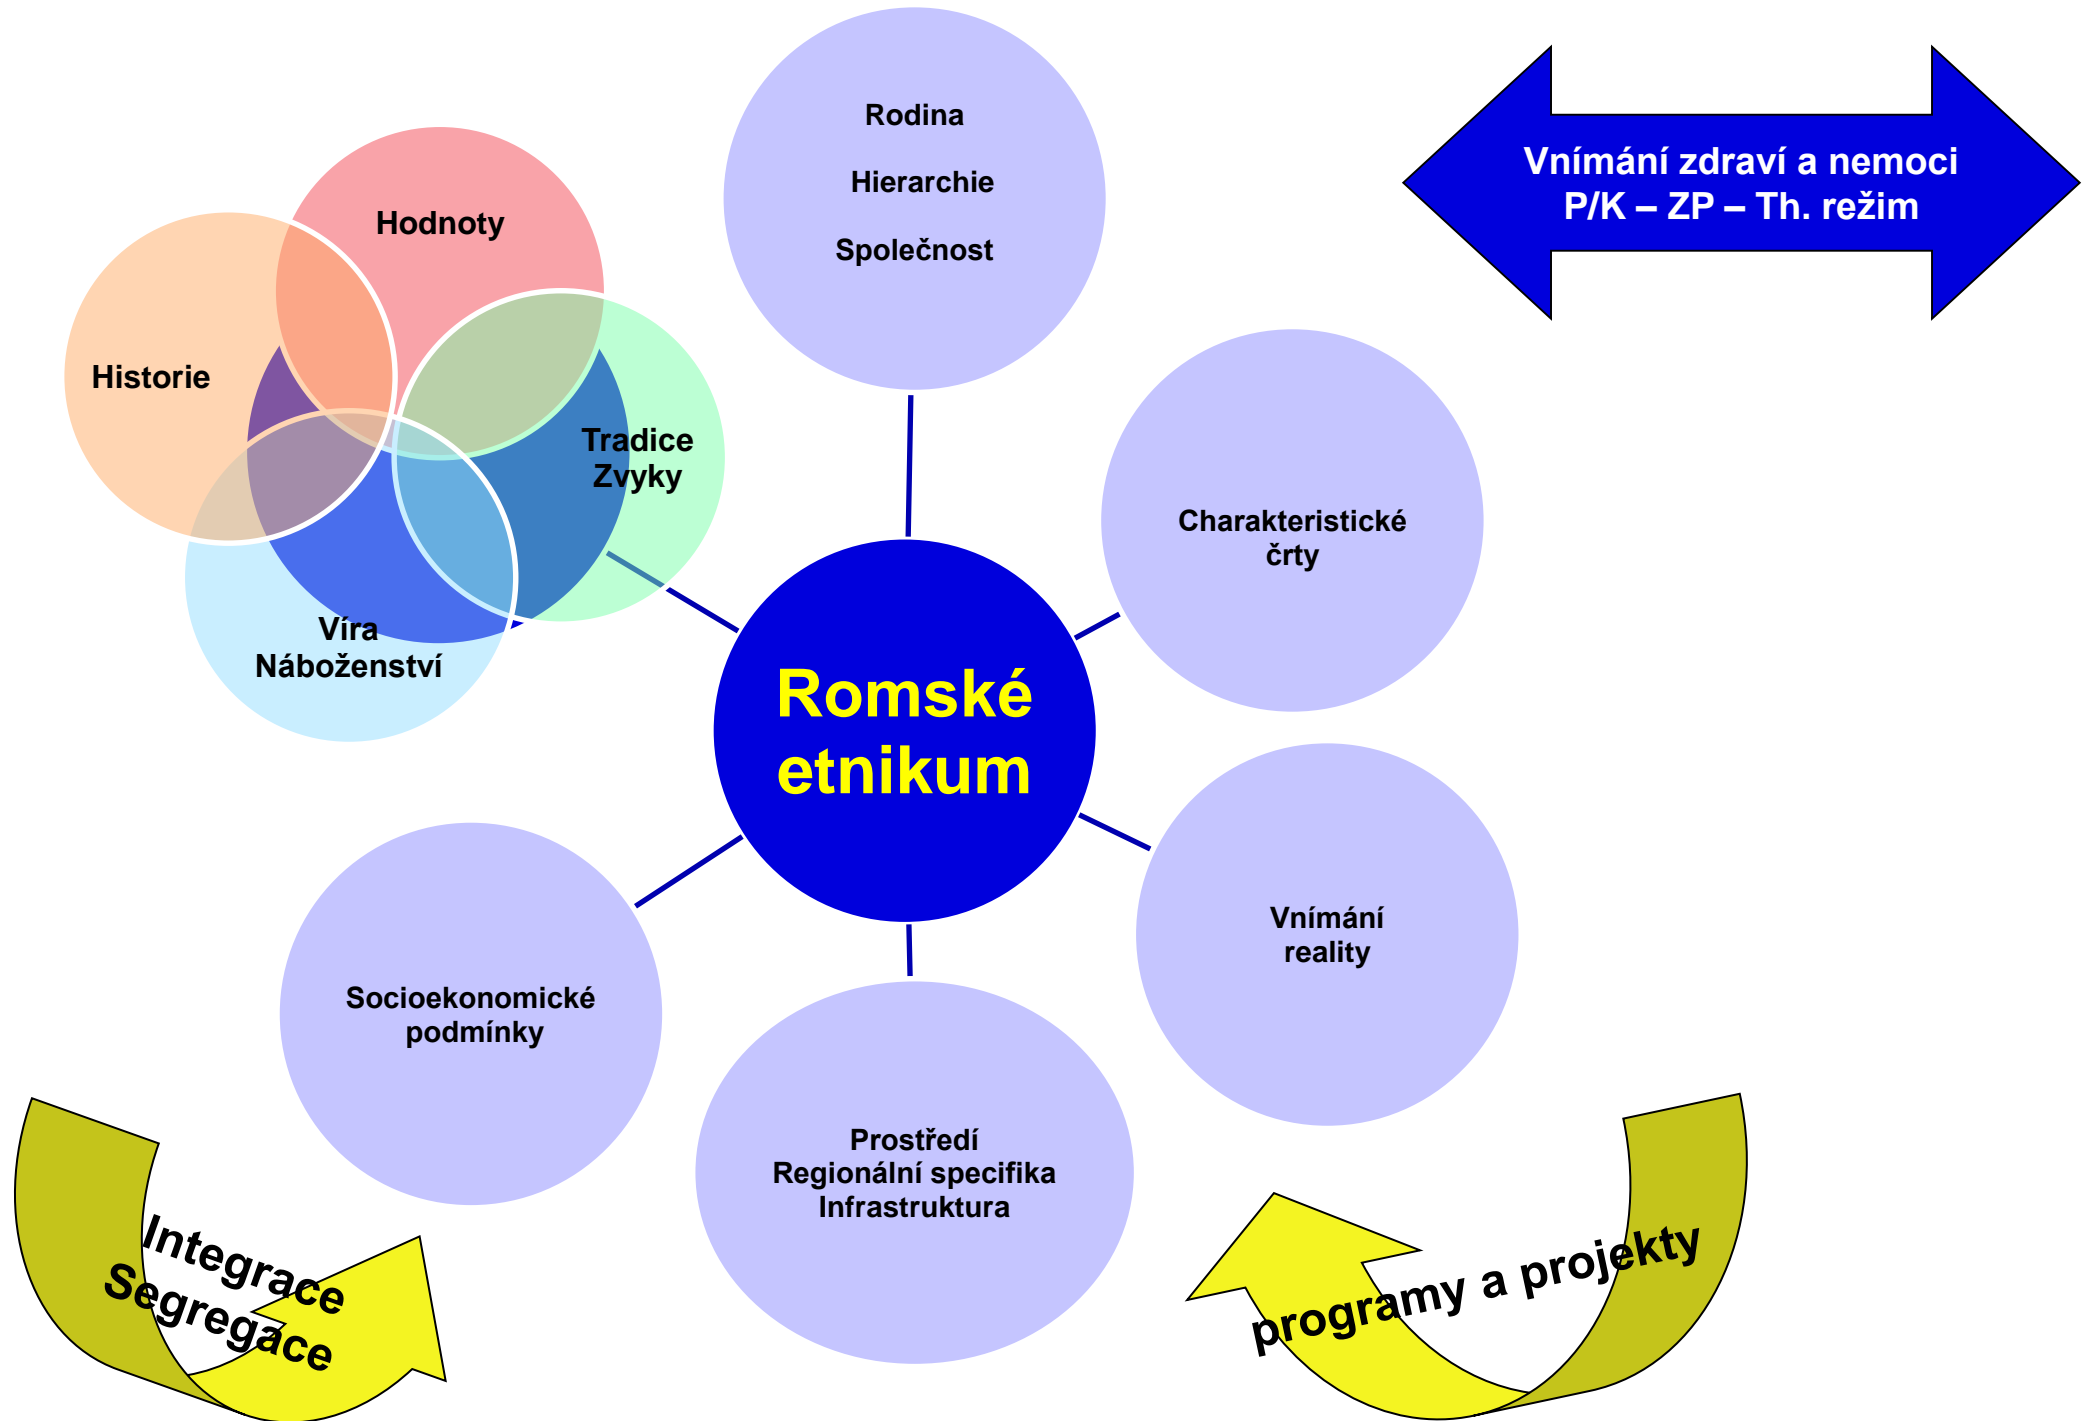 Rodina
Hierarchie
Společnost
Vnímání zdraví a nemoci
P/K – ZP – Th. režim
Hodnoty
Historie
Tradice
Zvyky
Víra
Náboženství
Charakteristické
črty
Romské
etnikum
Vnímání
reality
Socioekonomické
podmínky
Prostředí
Regionální specifika
Infrastruktura
Integrace
Segregace
programy a projekty